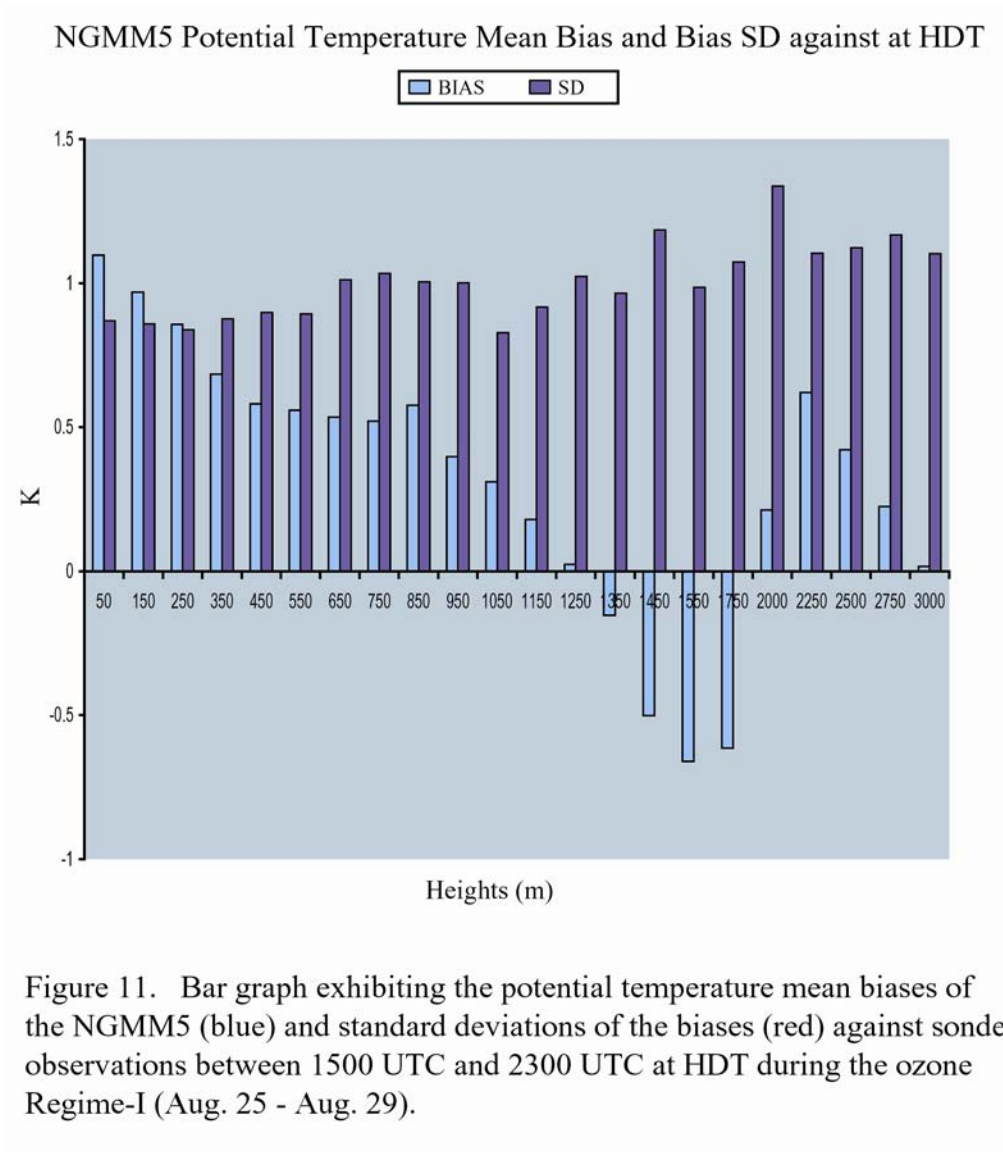 NGMM5 Potential Temperature Mean Bias and Bias SD against at HDT
BIAS SD
1.5
1
0.5
0
-0.5
-1
K
50 150 250 350 450 550 650 750 850 950 1050 1150 1250 1350 1450 1550 1750 2000 2250 2500 2750 3000
Heights (m)
Figure 11. Bar graph exhibiting the potential temperature mean biases of
the NGMM5 (blue) and standard deviations of the biases (red) against sonde
observations between 1500 UTC and 2300 UTC at HDT during the ozone
Regime-I (Aug. 25 - Aug. 29).